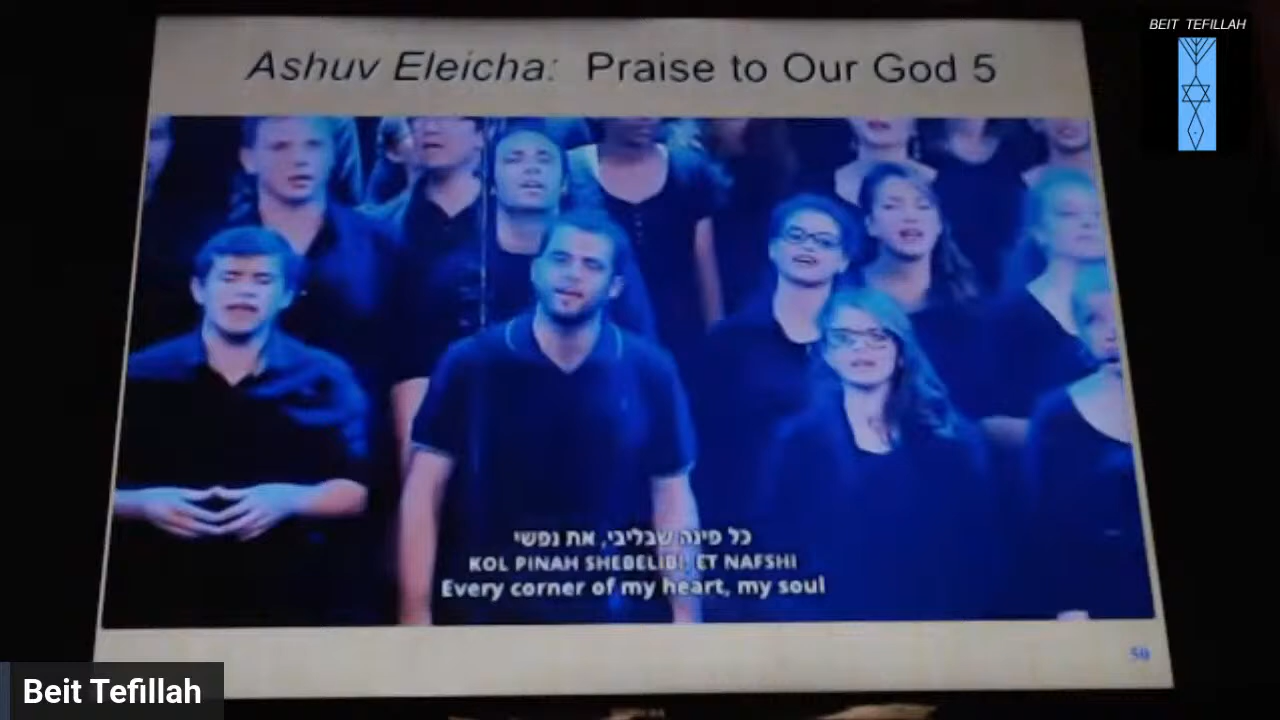 BEIT TEFILLAH
Ashuv Eleicha: Praise to Our God 5
כל פינה שבליבי, את נפשי
KOL PINAH SHEBELIBI, ET NAFSHI
Every corner of my heart, my soul
50
Beit Tefillah